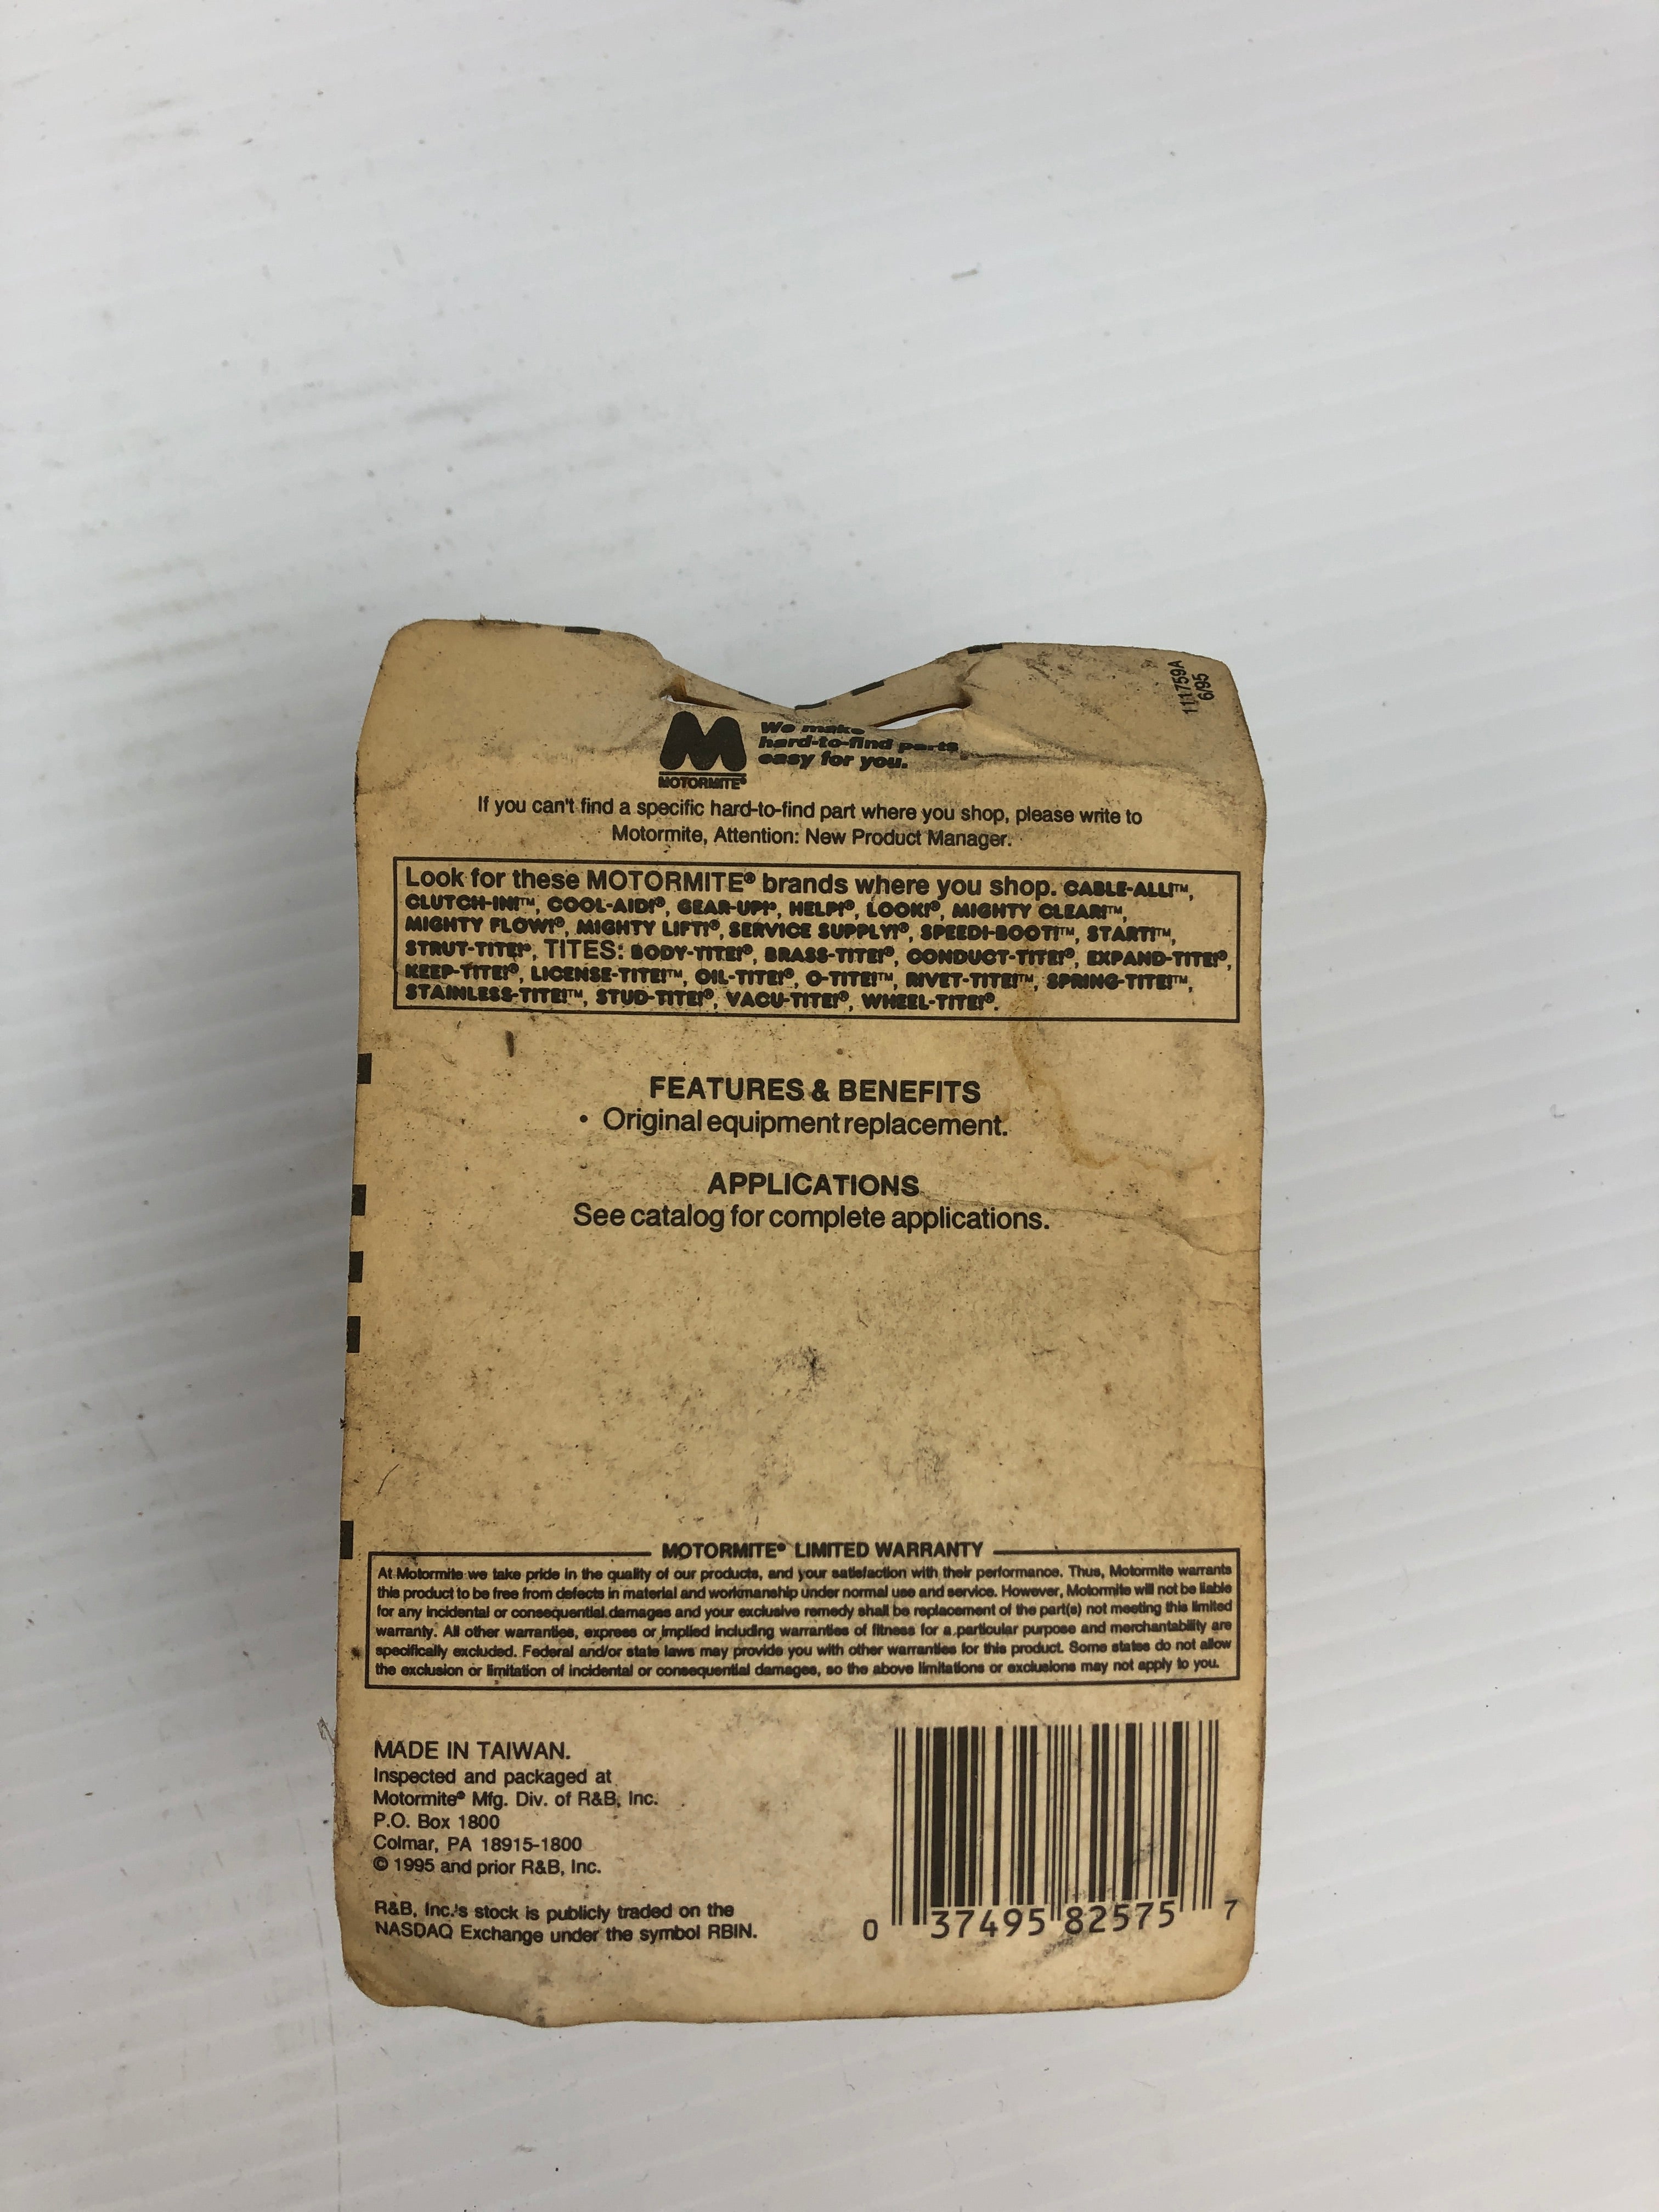 111759A
6/95
M
MOTORMITE®
We make
hard-to-find parts
easy for you.
If you can't find a specific hard-to-find part where you shop, please write to
Motormite, Attention: New Product Manager.
Look for these MOTORMITE® brands where you shop. CABLE-ALL!™,
CLUTCH-IN!™, COOL-AID!®, GEAR-UP!®, HELP!®, LOOK!®, MIGHTY CLEAR!™,
MIGHTY FLOW!®, MIGHTY LIFT!®, SERVICE SUPPLY!®, SPEEDI-BOOT!™, START!™,
STRUT-TITE!®, TITES: BODY-TITE!®, BRASS-TITE!®, CONDUCT-TITE!®, EXPAND-TITE!®,
KEEP-TITE!®, LICENSE-TITE!™, OIL-TITE!®, O-TITE!™, RIVET-TITE!™, SPRING-TITE!™,
STAINLESS-TITE!™, STUD-TITE!®, VACU-TITE!®, WHEEL-TITE!®.
FEATURES & BENEFITS
• Original equipment replacement.
APPLICATIONS
See catalog for complete applications.
MOTORMITE® LIMITED WARRANTY
At Motormite we take pride in the quality of our products, and your satisfaction with their performance. Thus, Motormite warrants
this product to be free from defects in material and workmanship under normal use and service. However, Motormite will not be liable
for any incidental or consequential damages and your exclusive remedy shall be replacement of the part(s) not meeting this limited
warranty. All other warranties, express or implied including warranties of fitness for a particular purpose and merchantability are
specifically excluded. Federal and/or state laws may provide you with other warranties for this product. Some states do not allow
the exclusion or limitation of incidental or consequential damages, so the above limitations or exclusions may not apply to you.
MADE IN TAIWAN.
Inspected and packaged at
Motormite® Mfg. Div. of R&B, Inc.
P.O. Box 1800
Colmar, PA 18915-1800
© 1995 and prior R&B, Inc.
R&B, Inc.'s stock is publicly traded on the
NASDAQ Exchange under the symbol RBIN.
0 37495 82575 7